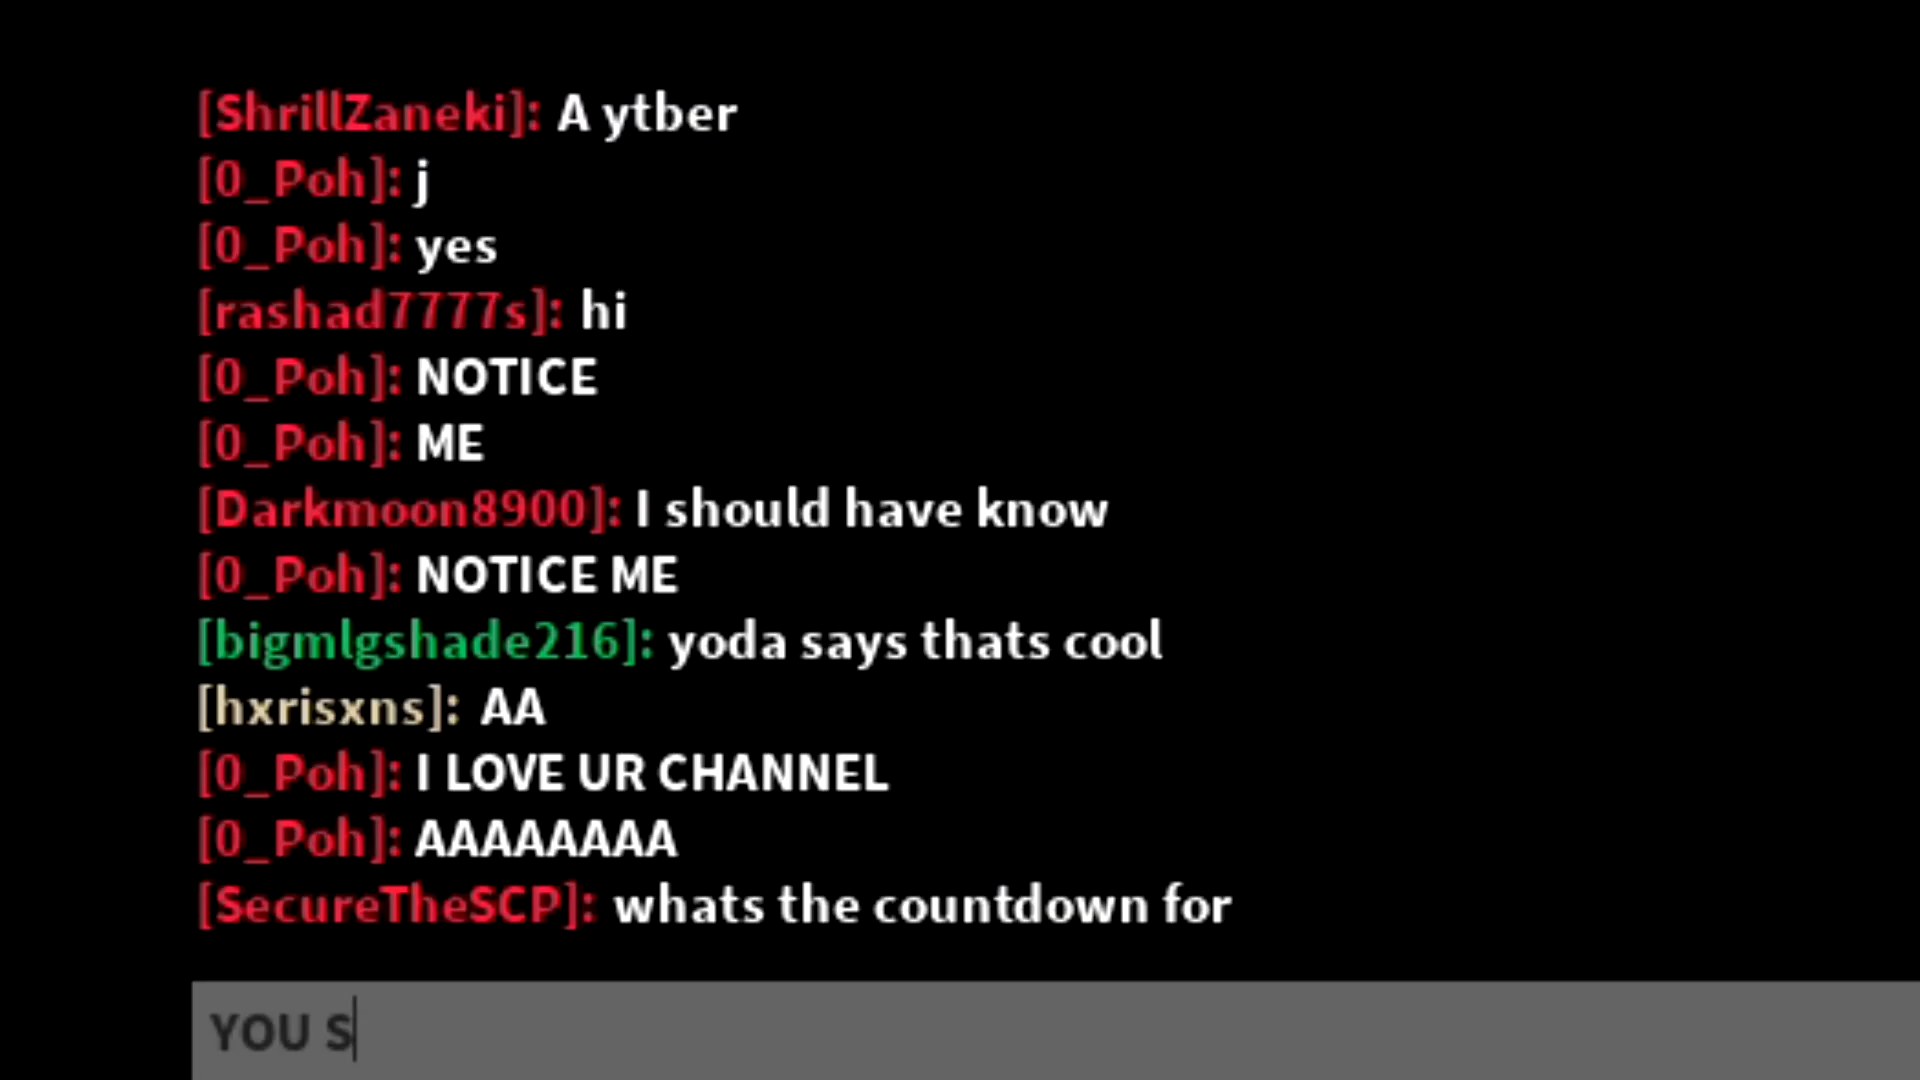 [ShrillZaneki]: A ytber
[0_Poh]: j
[0_Poh]: yes
[rashad7777s]: hi
[0_Poh]: NOTICE
[0_Poh]: ME
[Darkmoon8900]: I should have know
[0_Poh]: NOTICE ME
[bigmlgshade216]: yoda says thats cool
[hxrisxns]: AA
[0_Poh]: I LOVE UR CHANNEL
[0_Poh]: AAAAAAAA
[SecureTheSCP]: whats the countdown for
YOU S